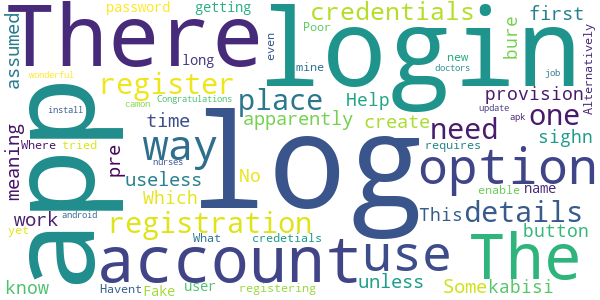 password getting
There login credentials first
assumed long Poor even mine new doctors job bure Alternatively
register place Help provision
app wonderful camon Congratulations need one
install time apparently create sighn
Where tried way log option
meaning pre useless No requires update apk
nurses Which enable name
work registration This details
yet android What credetials button
account use unless The
know Havent Fake user registering Some kabisi